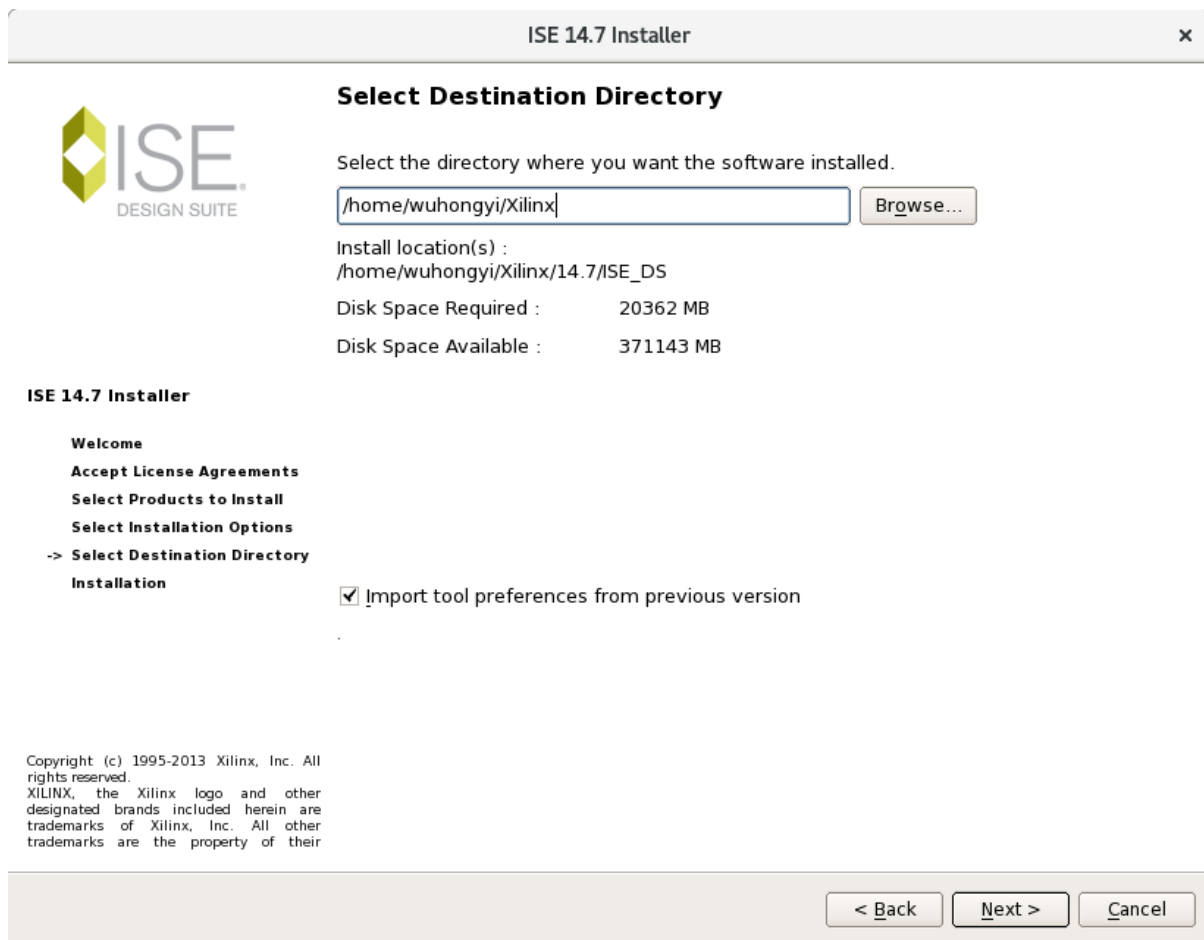 ISE 14.7 Installer
×
ISE.
DESIGN SUITE
Select Destination Directory
Select the directory where you want the software installed.
/home/wuhongyi/Xilinx
Browse...
Install location(s) :
/home/wuhongyi/Xilinx/14.7/ISE_DS
Disk Space Required : 20362 MB
Disk Space Available : 371143 MB
ISE 14.7 Installer
Welcome
Accept License Agreements
Select Products to Install
Select Installation Options
-> Select Destination Directory
Installation
Import tool preferences from previous version
.
Copyright (c) 1995-2013 Xilinx, Inc. All
rights reserved.
XILINX, the Xilinx logo and other
designated brands included herein are
trademarks of Xilinx, Inc. All other
trademarks are the property of their
< Back
Next >
Cancel